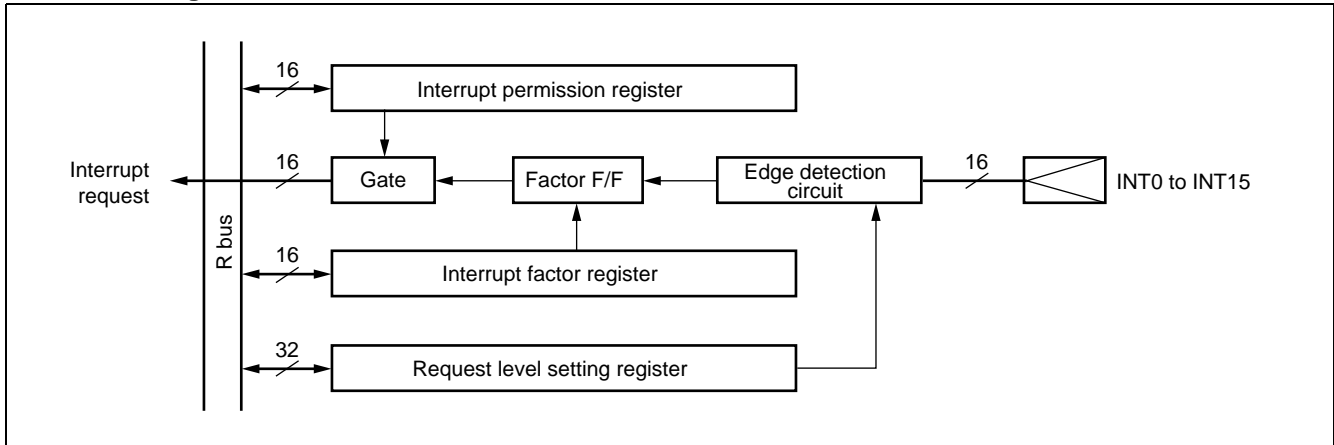 16
Interrupt permission register
Interrupt
request
16
Gate
Factor F/F
Edge detection
circuit
16
INT0 to INT15
R bus
16
Interrupt factor register
32
Request level setting register